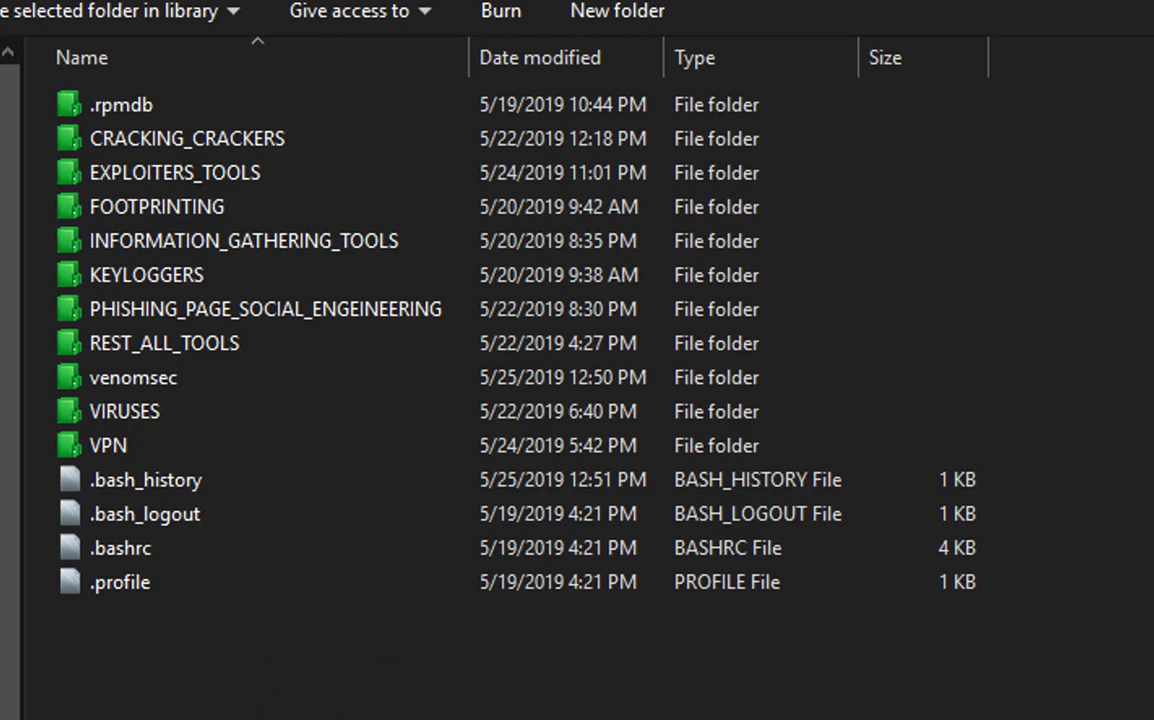 e selected folder in library Give access to Burn New folder
Name Date modified Type Size
.rpmdb 5/19/2019 10:44 PM File folder
CRACKING_CRACKERS 5/22/2019 12:18 PM File folder
EXPLOITERS_TOOLS 5/24/2019 11:01 PM File folder
FOOTPRINTING 5/20/2019 9:42 AM File folder
INFORMATION_GATHERING_TOOLS 5/20/2019 8:35 PM File folder
KEYLOGGERS 5/20/2019 9:38 AM File folder
PHISHING_PAGE_SOCIAL_ENGEINEERING 5/22/2019 8:30 PM File folder
REST_ALL_TOOLS 5/22/2019 4:27 PM File folder
venomsec 5/25/2019 12:50 PM File folder
VIRUSES 5/22/2019 6:40 PM File folder
VPN 5/24/2019 5:42 PM File folder
.bash_history 5/25/2019 12:51 PM BASH_HISTORY File 1 KB
.bash_logout 5/19/2019 4:21 PM BASH_LOGOUT File 1 KB
.bashrc 5/19/2019 4:21 PM BASHRC File 4 KB
.profile 5/19/2019 4:21 PM PROFILE File 1 KB